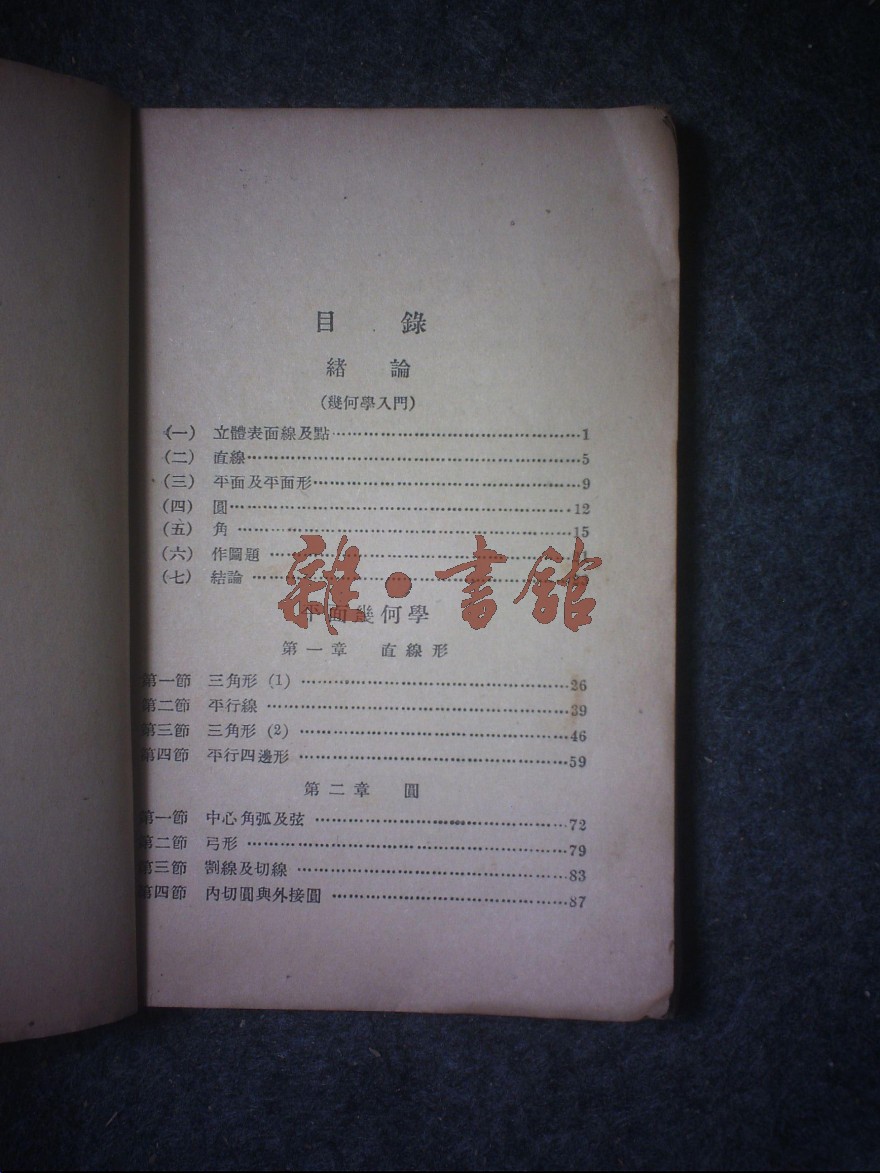 目 錄
緒 論
(幾何學入門)
(一) 立體表面線及點………………………………1
(二) 直線………………………………5
(三) 平面及平面形………………………………9
(四) 圓………………………………12
(五) 角………………………………15
(六) 作圖題………………………………
(七) 結論………………………………
雜·書館
平面幾何學
第一章 直線形
第一節 三角形 (1)………………………………26
第二節 平行線………………………………39
第三節 三角形 (2)………………………………46
第四節 平行四邊形………………………………59
第二章 圓
第一節 中心角弧及弦………………………………72
第二節 弓形………………………………79
第三節 割線及切線………………………………83
第四節 內切圓與外接圓………………………………87